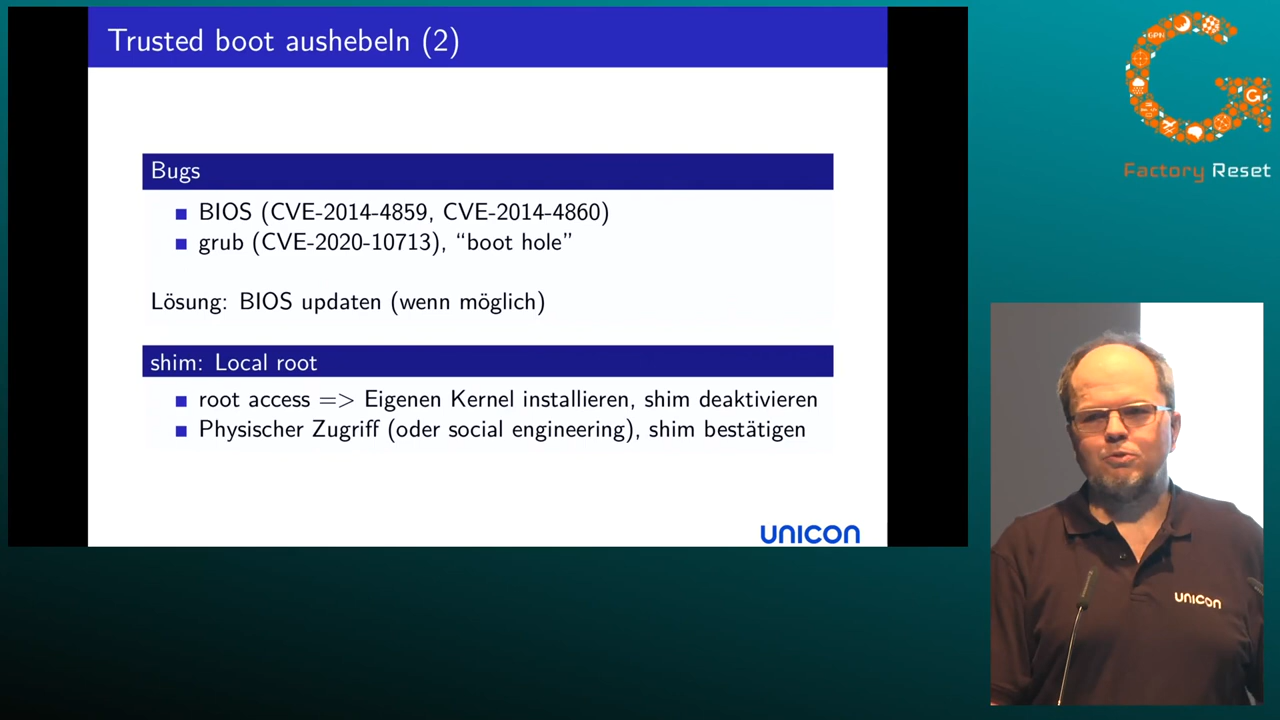 Trusted boot aushebeln (2)
Bugs
BIOS (CVE-2014-4859, CVE-2014-4860)
grub (CVE-2020-10713), “boot hole”
Lösung: BIOS updaten (wenn möglich)
shim: Local root
root access => Eigenen Kernel installieren, shim deaktivieren
Physischer Zugriff (oder social engineering), shim bestätigen
unicon
GPN
Factory Reset
unicon